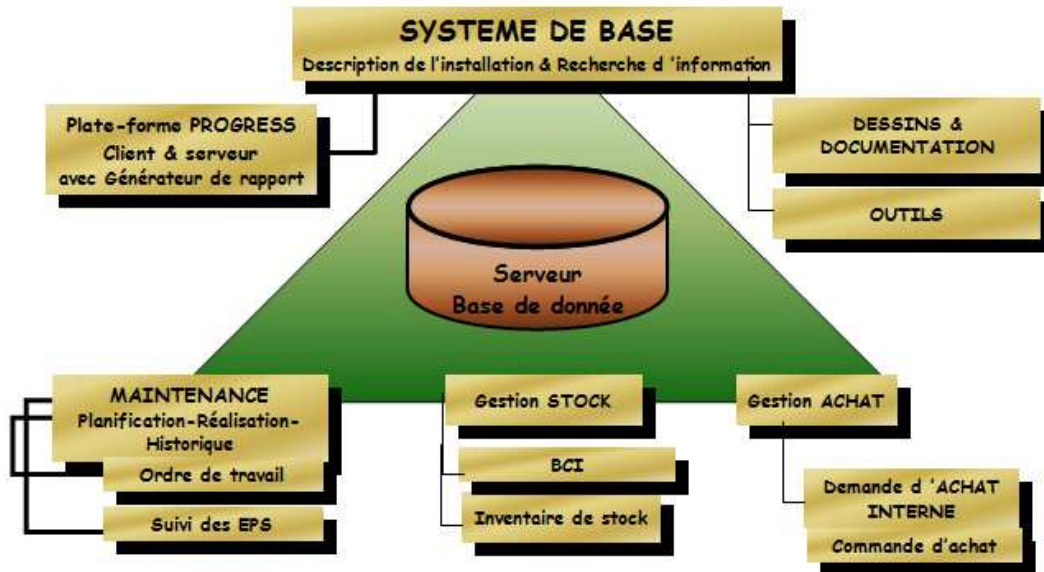 SYSTEME DE BASE
Description de l'installation & Recherche d 'information
Plate-forme PROGRESS
Client & serveur
avec Générateur de rapport
DESSINS &
DOCUMENTATION
OUTILS
Serveur
Base de donnée
MAINTENANCE
Planification-Réalisation-
Historique
Ordre de travail
Suivi des EPS
Gestion STOCK
BCI
Inventaire de stock
Gestion ACHAT
Demande d 'ACHAT
INTERNE
Commande d'achat